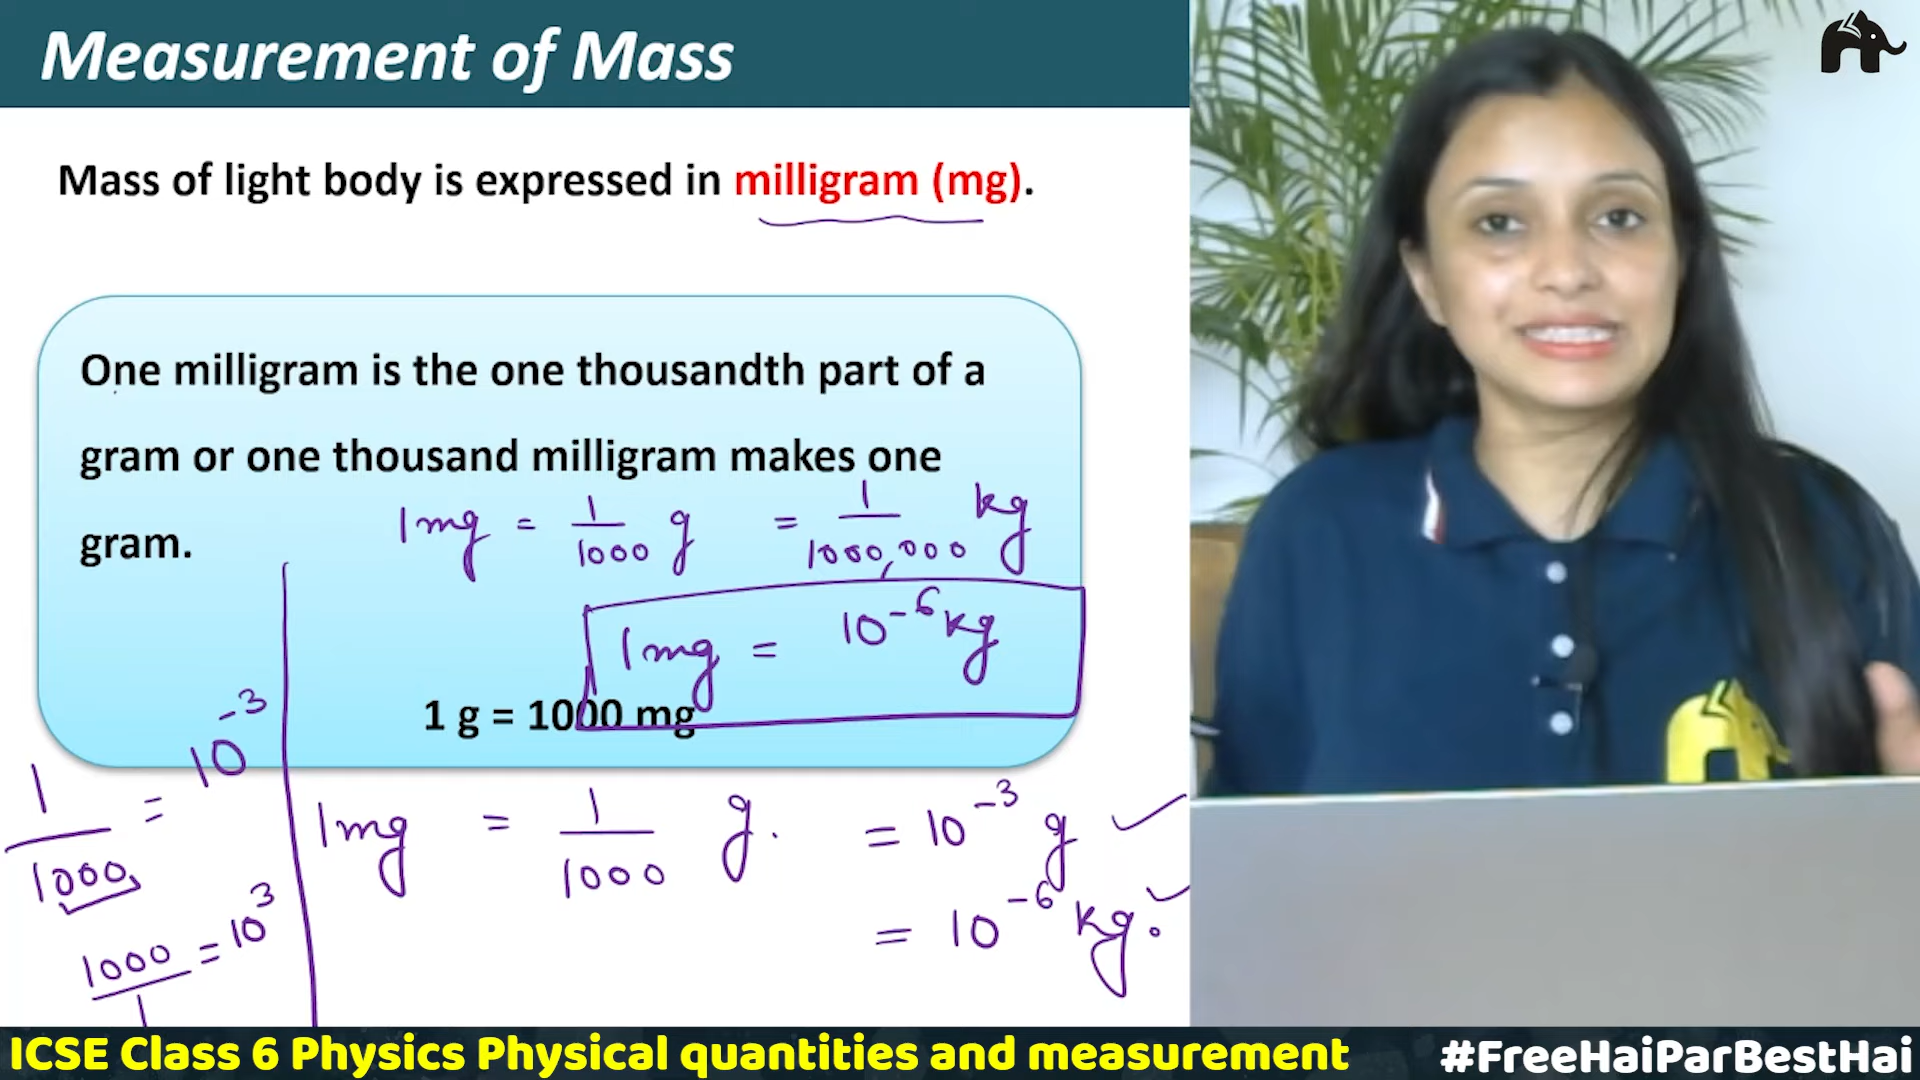 Measurement of Mass
Mass of light body is expressed in milligram (mg).
One milligram is the one thousandth part of a
gram or one thousand milligram makes one
gram.
1mg = 1/1000 g = 1/1000,000 kg
1mg = 10⁻⁶ kg
1 g = 1000 mg
1/1000 = 10⁻³
1000/1 = 10³
1mg = 1/1000 g. = 10⁻³ g ✓
= 10⁻⁶ kg. ✓
ICSE Class 6 Physics Physical quantities and measurement
#FreeHaiParBestHai